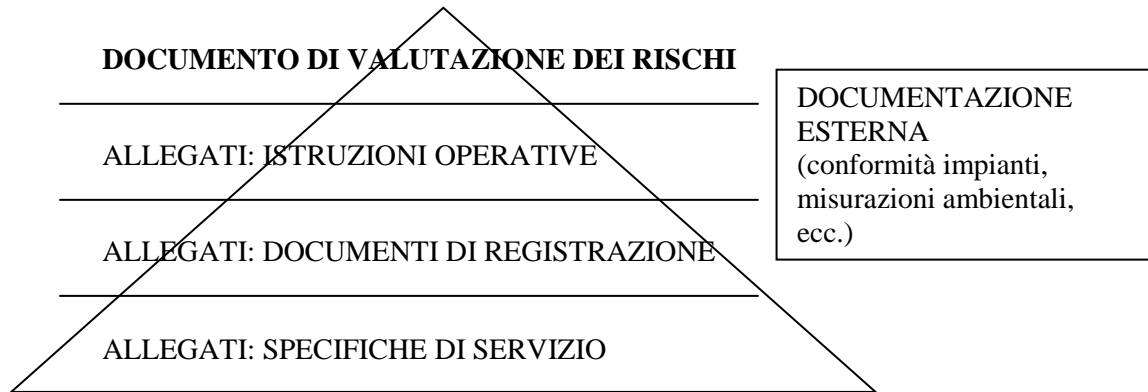 DOCUMENTO DI VALUTAZIONE DEI RISCHI
ALLEGATI: ISTRUZIONI OPERATIVE
ALLEGATI: DOCUMENTI DI REGISTRAZIONE
ALLEGATI: SPECIFICHE DI SERVIZIO
DOCUMENTAZIONE
ESTERNA
(conformità impianti,
misurazioni ambientali,
ecc.)